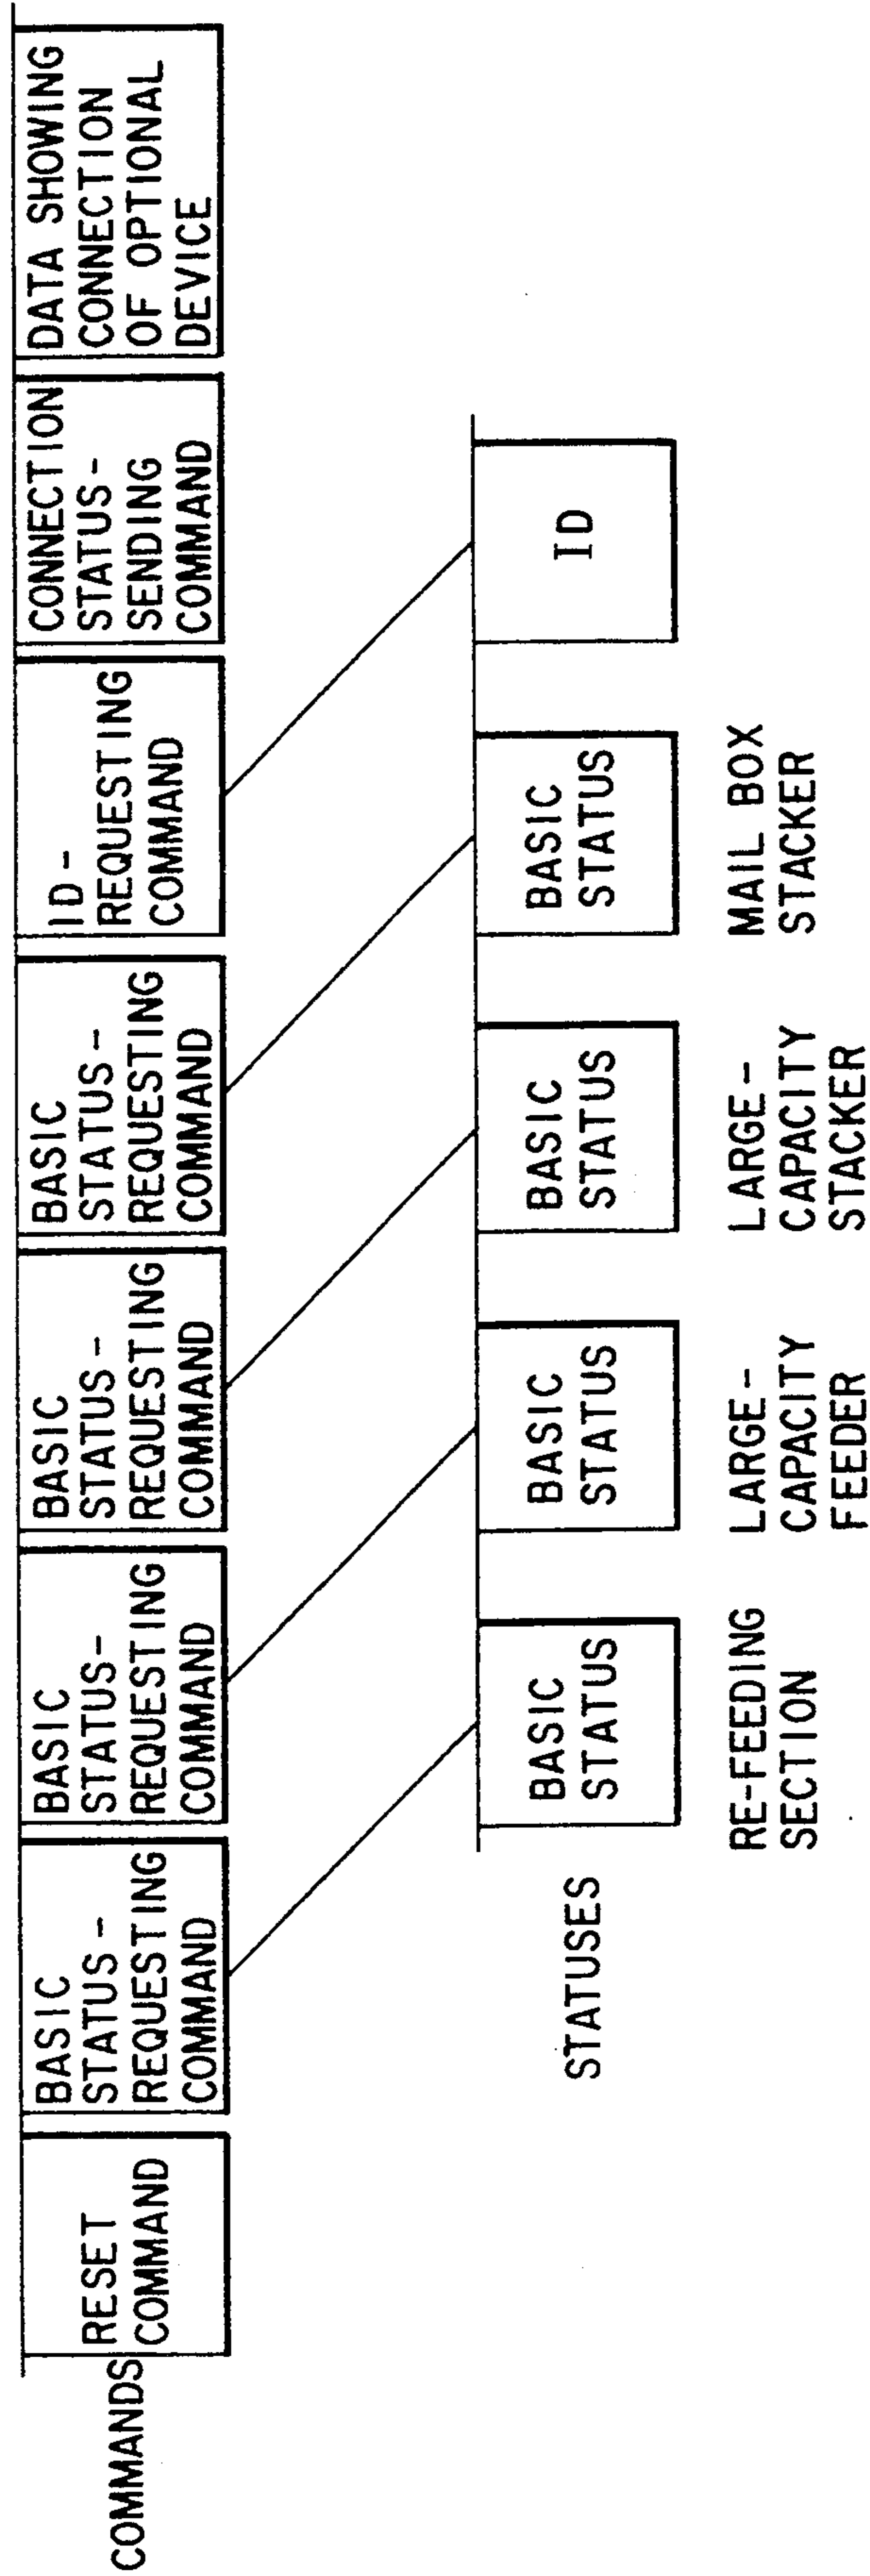 COMMANDS
RESET
COMMAND
BASIC
STATUS-
REQUESTING
COMMAND
BASIC
STATUS-
REQUESTING
COMMAND
BASIC
STATUS-
REQUESTING
COMMAND
BASIC
STATUS-
REQUESTING
COMMAND
ID-
REQUESTING
COMMAND
CONNECTION
STATUS-
SENDING
COMMAND
DATA SHOWING
CONNECTION
OF OPTIONAL
DEVICE
STATUSES
BASIC
STATUS
BASIC
STATUS
BASIC
STATUS
BASIC
STATUS
ID
RE-FEEDING
SECTION
LARGE-
CAPACITY
FEEDER
LARGE-
CAPACITY
STACKER
MAIL BOX
STACKER